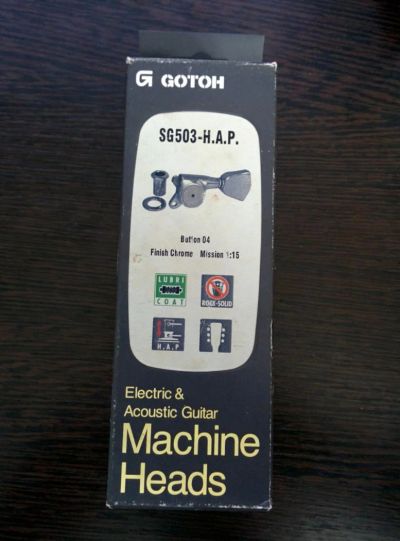 GOTOH
SG503-H.A.P.
Button 04
Finish Chrome Mission 1:15
LUBRI
COAT
ROCK-SOLID
H.A.P
Electric &
Acoustic Guitar
Machine
Heads